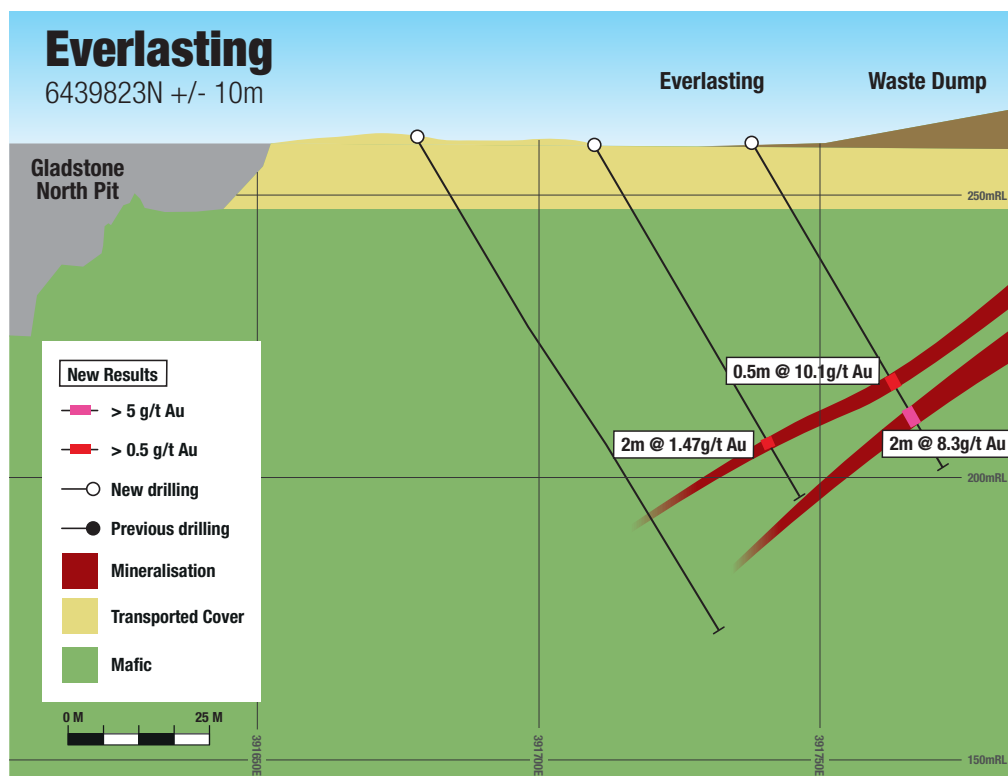 Everlasting
6439823N +/- 10m
Everlasting
Waste Dump
Gladstone
North Pit
250mRL
0.5m @ 10.1g/t Au
2m @ 1.47g/t Au
2m @ 8.3g/t Au
200mRL
New Results
> 5 g/t Au
> 0.5 g/t Au
New drilling
Previous drilling
Mineralisation
Transported Cover
Mafic
0 M
25 M
391650E
391700E
391750E
150mRL